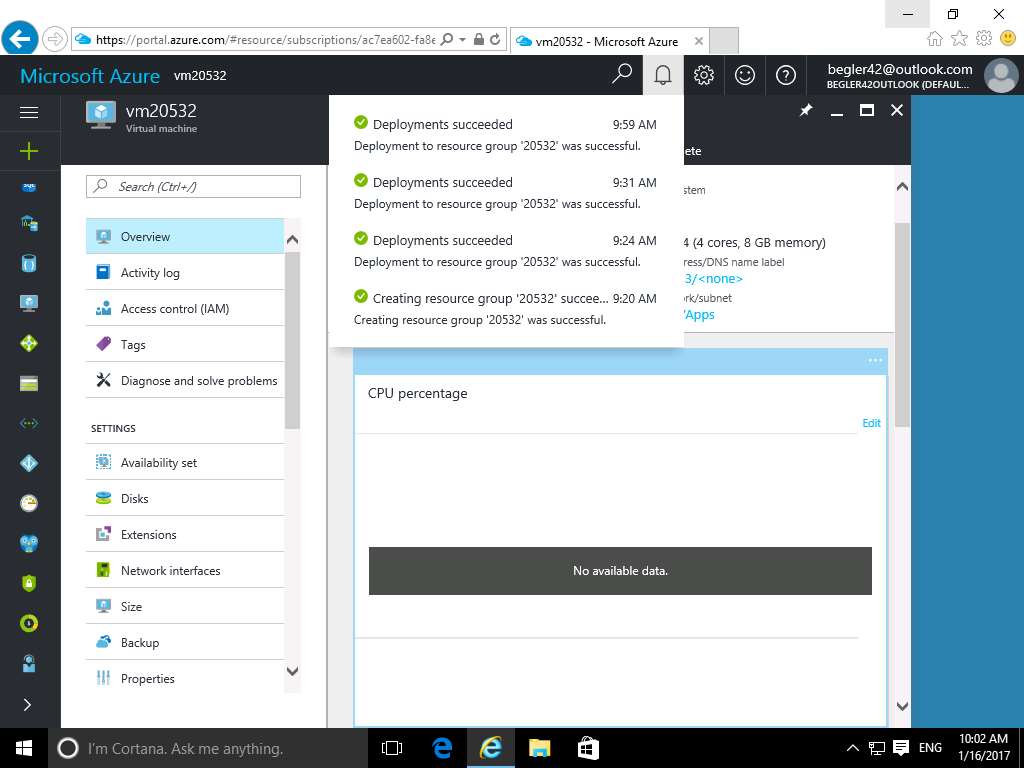 https://portal.azure.com/#resource/subscriptions/ac7ea602-fa8e
vm20532 - Microsoft Azure
Microsoft Azure vm20532
begler42@outlook.com
BEGLER42OUTLOOK (DEFAUL...
vm20532
Virtual machine
Deployments succeeded 9:59 AM
Deployment to resource group '20532' was successful.
Deployments succeeded 9:31 AM
Deployment to resource group '20532' was successful.
Deployments succeeded 9:24 AM
Deployment to resource group '20532' was successful.
Creating resource group '20532' succee... 9:20 AM
Creating resource group '20532' was successful.
ete
stem
4 (4 cores, 8 GB memory)
ress/DNS name label
3/<none>
rk/subnet
/Apps
Search (Ctrl+/)
Overview
Activity log
Access control (IAM)
Tags
Diagnose and solve problems
SETTINGS
Availability set
Disks
Extensions
Network interfaces
Size
Backup
Properties
SQL
...
CPU percentage
Edit
No available data.
I'm Cortana. Ask me anything.
ENG
10:02 AM
1/16/2017